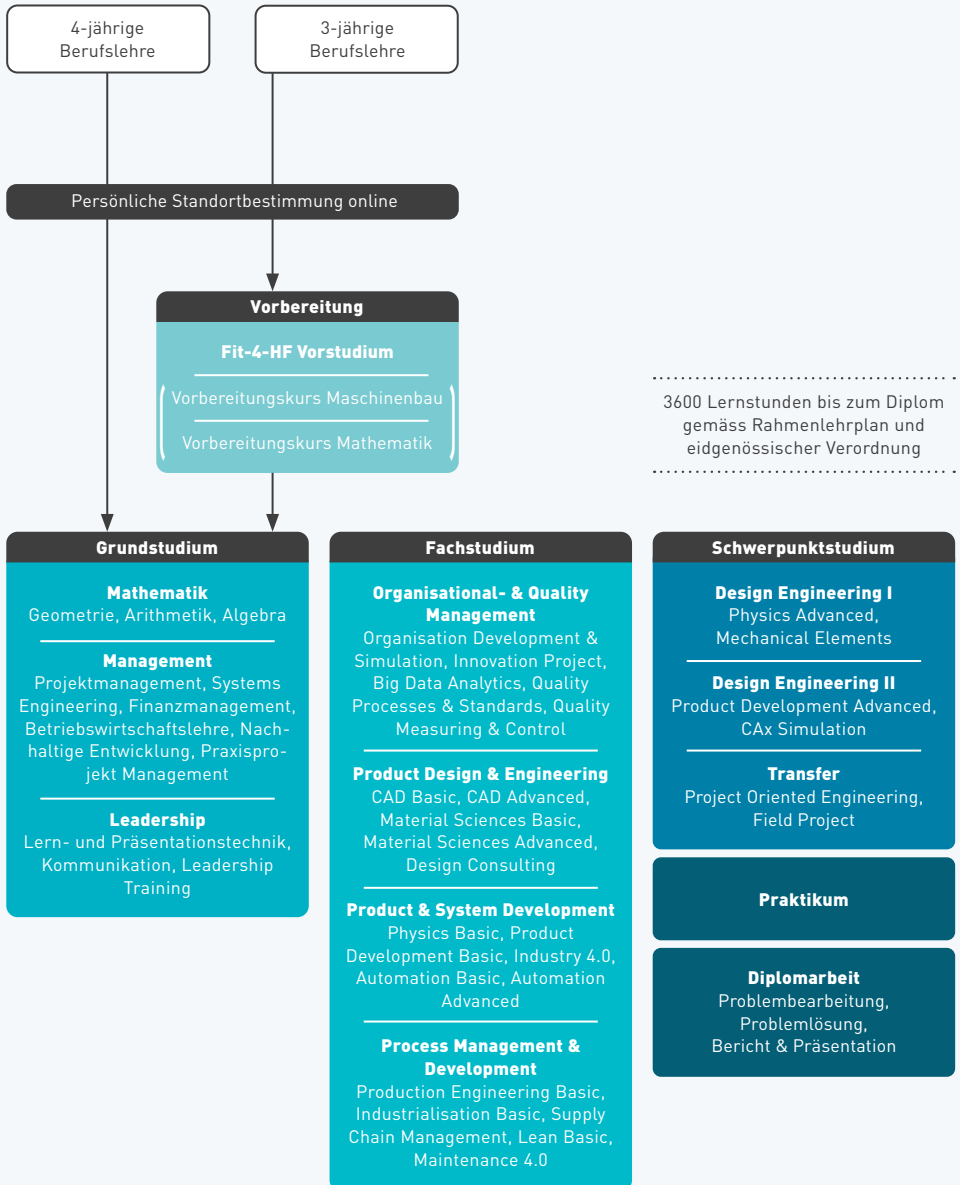 4-jährige
Berufslehre
3-jährige
Berufslehre
Persönliche Standortbestimmung online
Vorbereitung
Fit-4-HF Vorstudium
Vorbereitungskurs Maschinenbau
Vorbereitungskurs Mathematik
3600 Lernstunden bis zum Diplom
gemäss Rahmenlehrplan und
eidgenössischer Verordnung
Grundstudium
Mathematik
Geometrie, Arithmetik, Algebra
Management
Projektmanagement, Systems
Engineering, Finanzmanagement,
Betriebswirtschaftslehre, Nach-
haltige Entwicklung, Praxispro-
jekt Management
Leadership
Lern- und Präsentationstechnik,
Kommunikation, Leadership
Training
Fachstudium
Organisational- & Quality
Management
Organisation Development &
Simulation, Innovation Project,
Big Data Analytics, Quality
Processes & Standards, Quality
Measuring & Control
Product Design & Engineering
CAD Basic, CAD Advanced,
Material Sciences Basic,
Material Sciences Advanced,
Design Consulting
Product & System Development
Physics Basic, Product
Development Basic, Industry 4.0,
Automation Basic, Automation
Advanced
Process Management &
Development
Production Engineering Basic,
Industrialisation Basic, Supply
Chain Management, Lean Basic,
Maintenance 4.0
Schwerpunktstudium
Design Engineering I
Physics Advanced,
Mechanical Elements
Design Engineering II
Product Development Advanced,
CAx Simulation
Transfer
Project Oriented Engineering,
Field Project
Praktikum
Diplomarbeit
Problembearbeitung,
Problemlösung,
Bericht & Präsentation